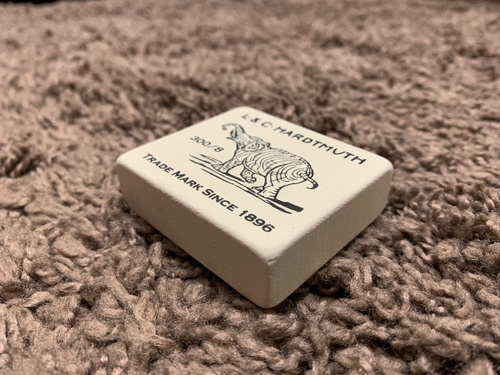 L. & C. HARDTMUTH
300/8
TRADE MARK SINCE 1896